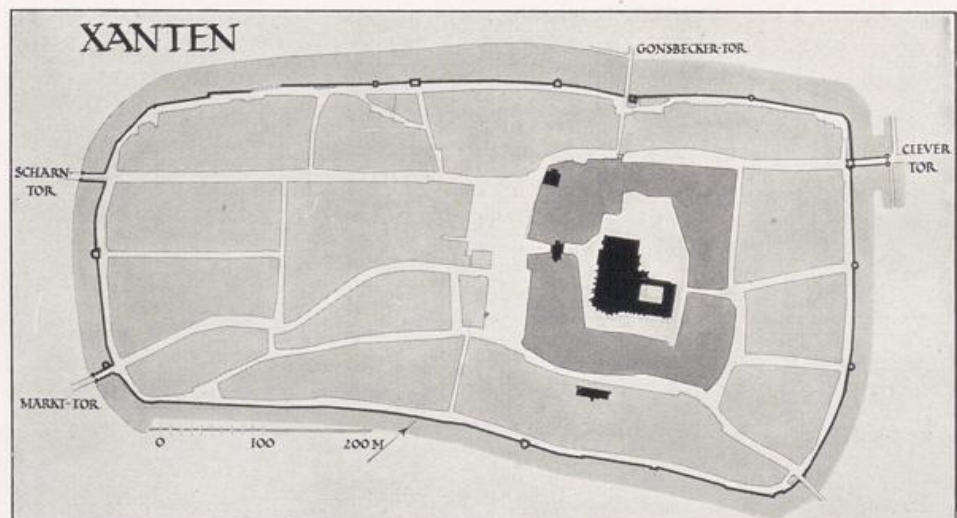 XANTEN
GONSBECKER-TOR
CLEVER
TOR
SCHARN-
TOR
MARKT-TOR
0 100 200 M